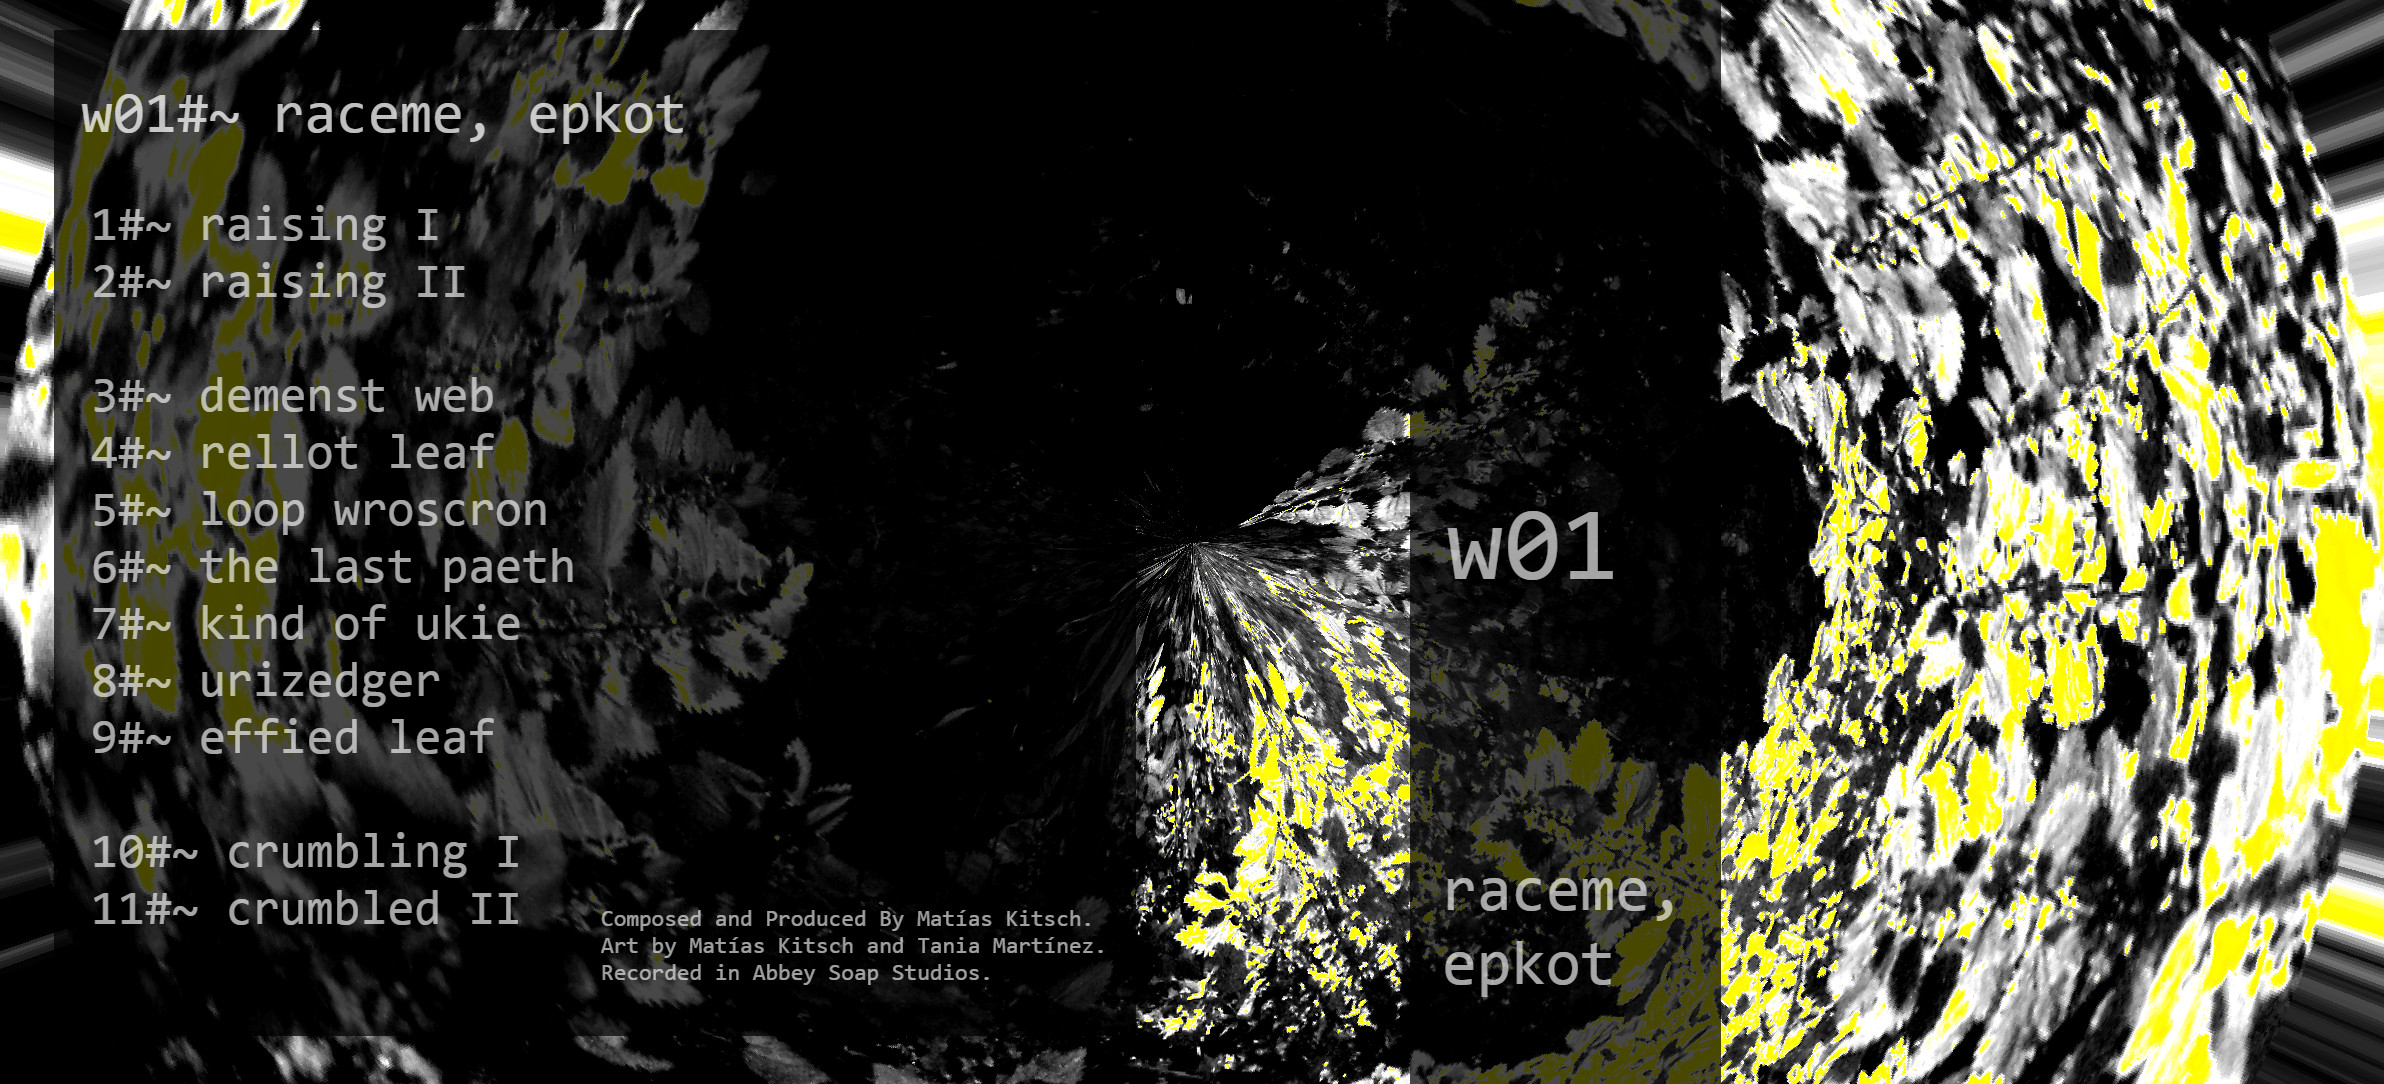 w01#~ raceme, epkot
1#~ raising I
2#~ raising II
3#~ demenst web
4#~ rellot leaf
5#~ loop wroscron
6#~ the last paeth
7#~ kind of ukie
8#~ urizedger
9#~ effied leaf
10#~ crumbling I
11#~ crumbled II
Composed and Produced By Matías Kitsch.
Art by Matías Kitsch and Tania Martínez.
Recorded in Abbey Soap Studios.
w01
raceme,
epkot